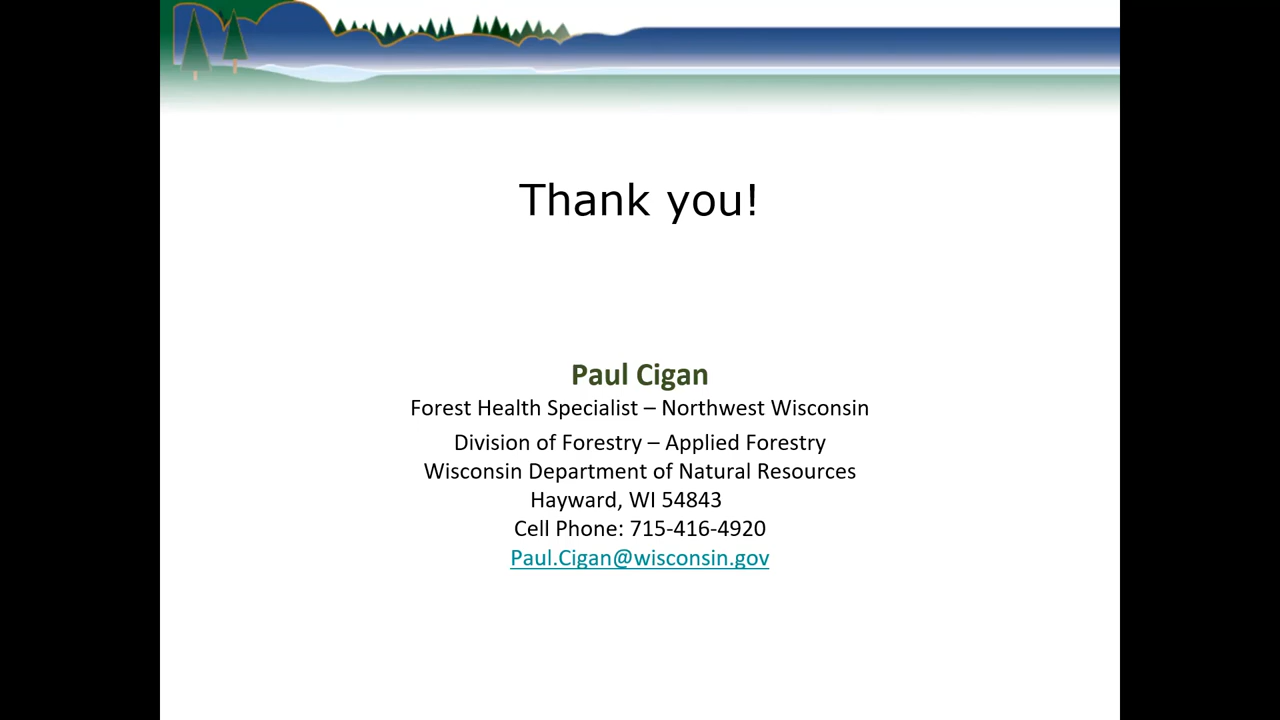 Thank you!
Paul Cigan
Forest Health Specialist – Northwest Wisconsin
Division of Forestry – Applied Forestry
Wisconsin Department of Natural Resources
Hayward, WI 54843
Cell Phone: 715-416-4920
Paul.Cigan@wisconsin.gov